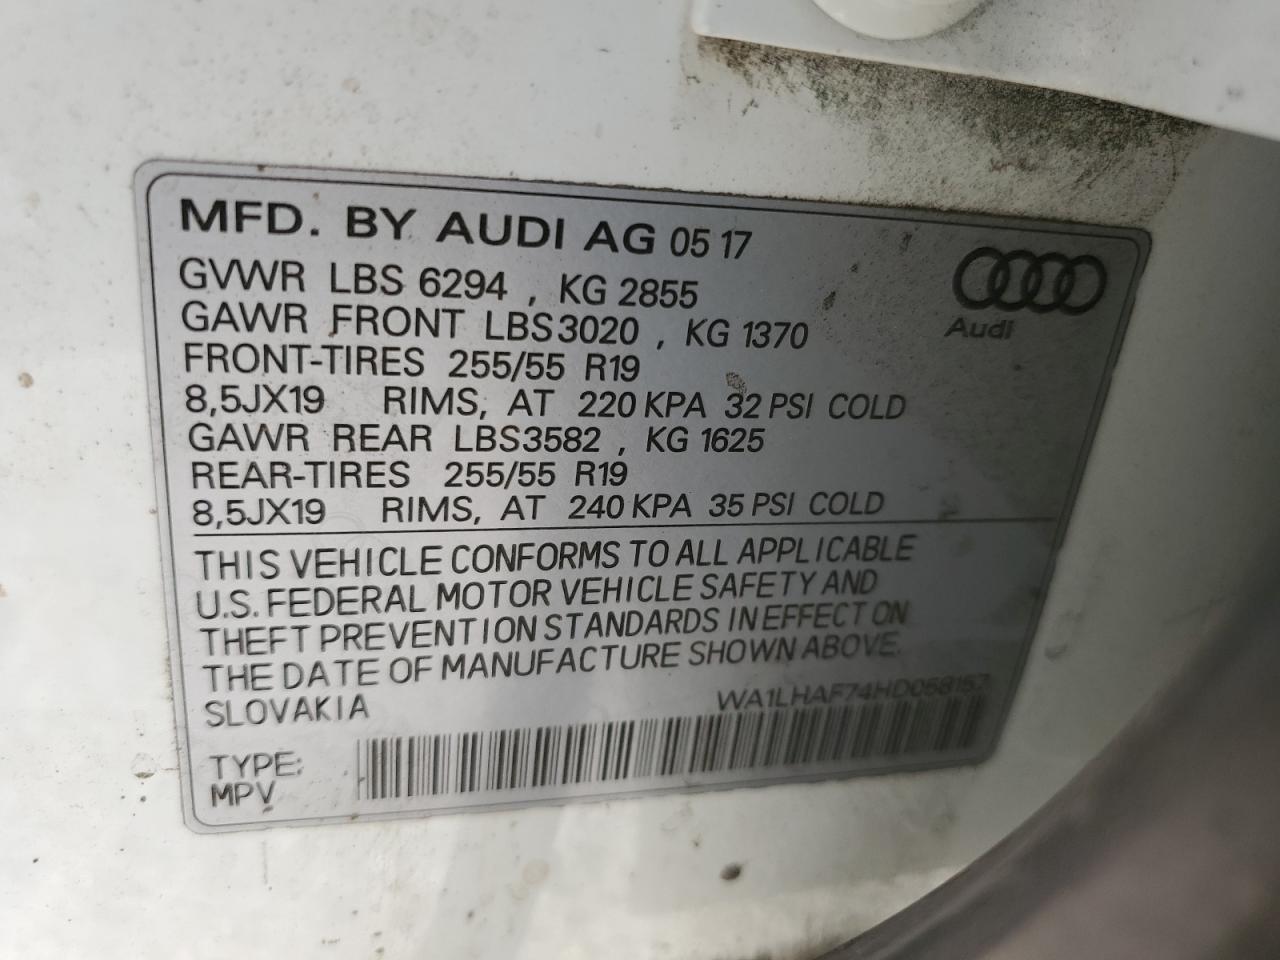 MFD. BY AUDI AG 05 17
GVWR LBS 6294 , KG 2855
GAWR FRONT LBS3020 , KG 1370
FRONT-TIRES 255/55 R19
8,5JX19 RIMS, AT 220 KPA 32 PSI COLD
GAWR REAR LBS3582 , KG 1625
REAR-TIRES 255/55 R19
8,5JX19 RIMS, AT 240 KPA 35 PSI COLD
Audi
THIS VEHICLE CONFORMS TO ALL APPLICABLE
U.S. FEDERAL MOTOR VEHICLE SAFETY AND
THEFT PREVENTION STANDARDS IN EFFECT ON
THE DATE OF MANUFACTURE SHOWN ABOVE.
SLOVAKIA
WA1LHAF74HD058157
TYPE:
MPV